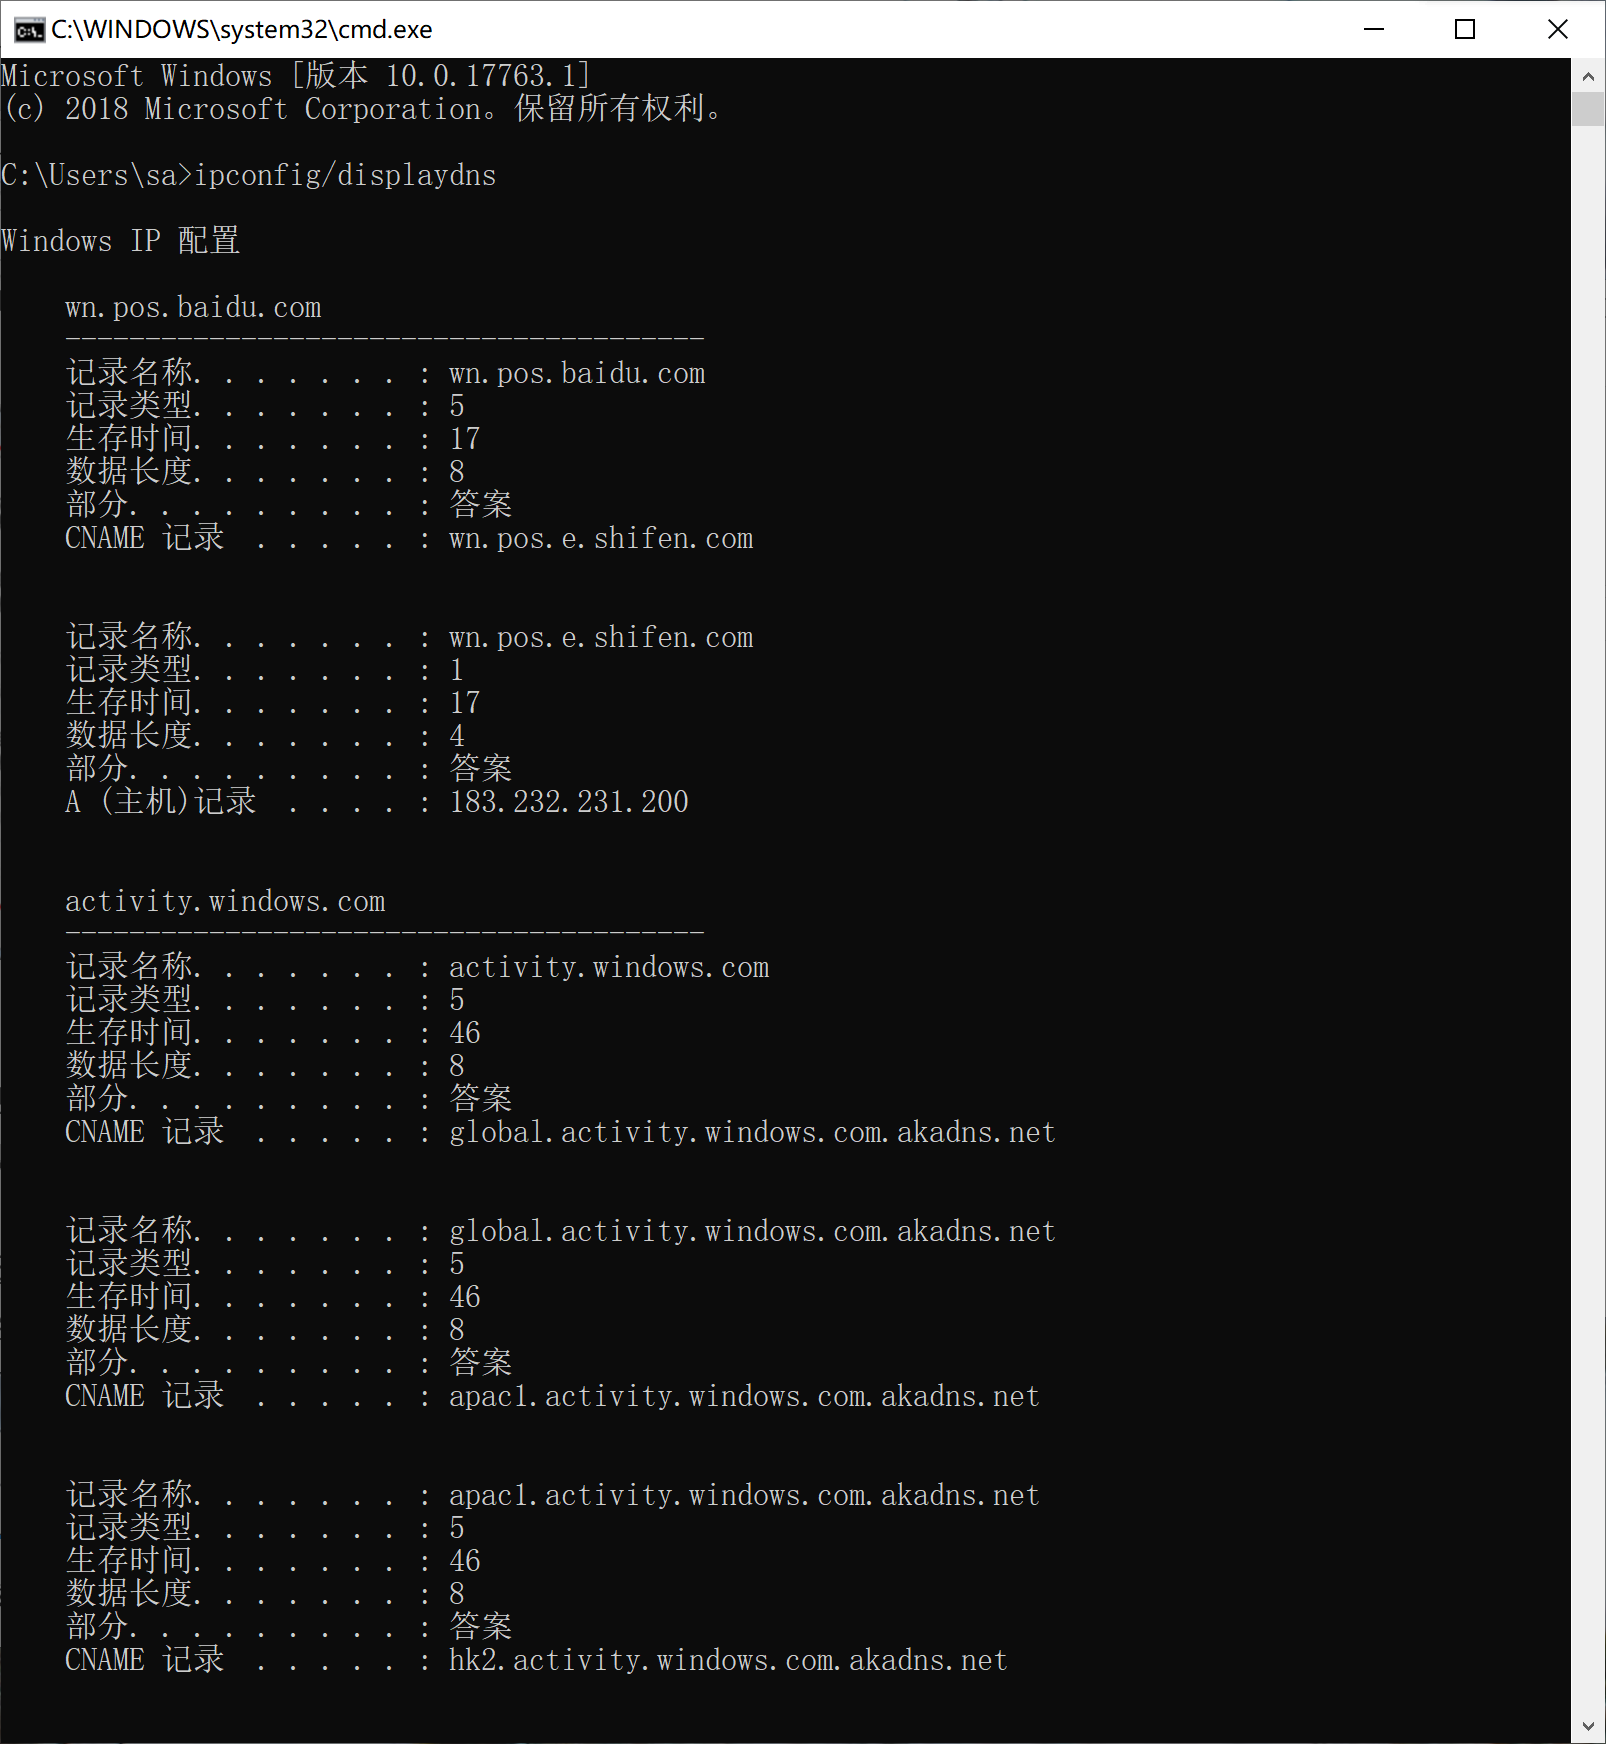 C:\WINDOWS\system32\cmd.exe
Microsoft Windows [版本 10.0.17763.1]
(c) 2018 Microsoft Corporation。保留所有权利。
C:\Users\sa>ipconfig/displaydns
Windows IP 配置
wn.pos.baidu.com
----------------------------------------
记录名称. . . . . . . : wn.pos.baidu.com
记录类型. . . . . . . : 5
生存时间. . . . . . . : 17
数据长度. . . . . . . : 8
部分. . . . . . . . . : 答案
CNAME 记录  . . . . . : wn.pos.e.shifen.com
记录名称. . . . . . . : wn.pos.e.shifen.com
记录类型. . . . . . . : 1
生存时间. . . . . . . : 17
数据长度. . . . . . . : 4
部分. . . . . . . . . : 答案
A (主机)记录  . . . . : 183.232.231.200
activity.windows.com
----------------------------------------
记录名称. . . . . . . : activity.windows.com
记录类型. . . . . . . : 5
生存时间. . . . . . . : 46
数据长度. . . . . . . : 8
部分. . . . . . . . . : 答案
CNAME 记录  . . . . . : global.activity.windows.com.akadns.net
记录名称. . . . . . . : global.activity.windows.com.akadns.net
记录类型. . . . . . . : 5
生存时间. . . . . . . : 46
数据长度. . . . . . . : 8
部分. . . . . . . . . : 答案
CNAME 记录  . . . . . : apac1.activity.windows.com.akadns.net
记录名称. . . . . . . : apac1.activity.windows.com.akadns.net
记录类型. . . . . . . : 5
生存时间. . . . . . . : 46
数据长度. . . . . . . : 8
部分. . . . . . . . . : 答案
CNAME 记录  . . . . . : hk2.activity.windows.com.akadns.net